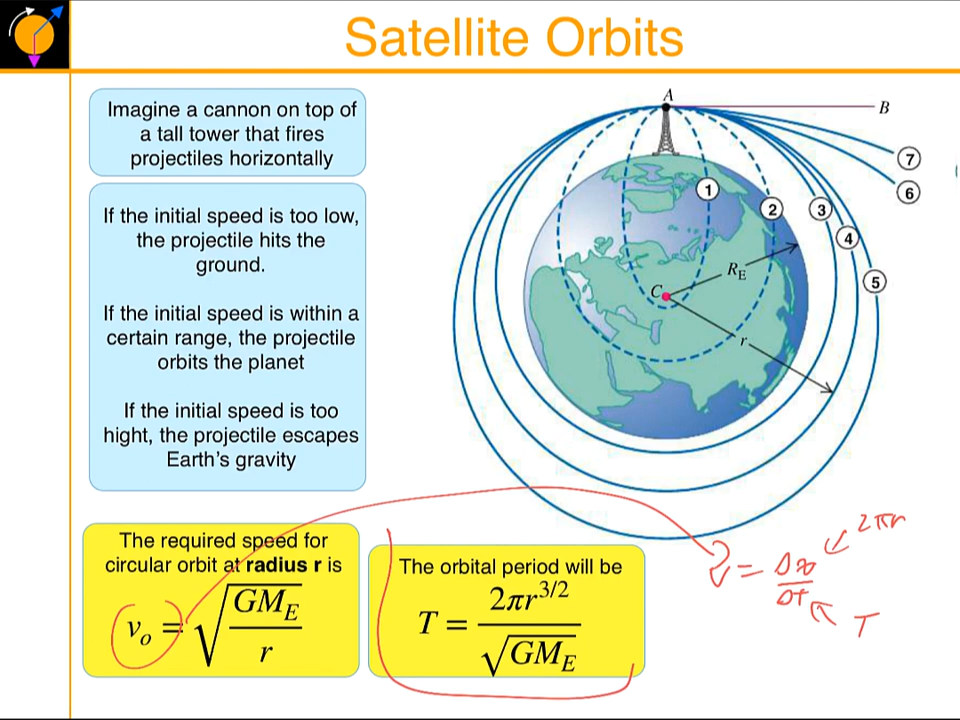 Satellite Orbits
Imagine a cannon on top of
a tall tower that fires
projectiles horizontally
If the initial speed is too low,
the projectile hits the
ground.
If the initial speed is within a
certain range, the projectile
orbits the planet
If the initial speed is too
hight, the projectile escapes
Earth's gravity
A
B
7
6
1
2
3
4
5
R_E
C
r
The required speed for
circular orbit at radius r is
v_o = √(GM_E / r)
The orbital period will be
T = 2πr^{3/2} / √(GM_E)
2πr
v = Δx / Δt
T